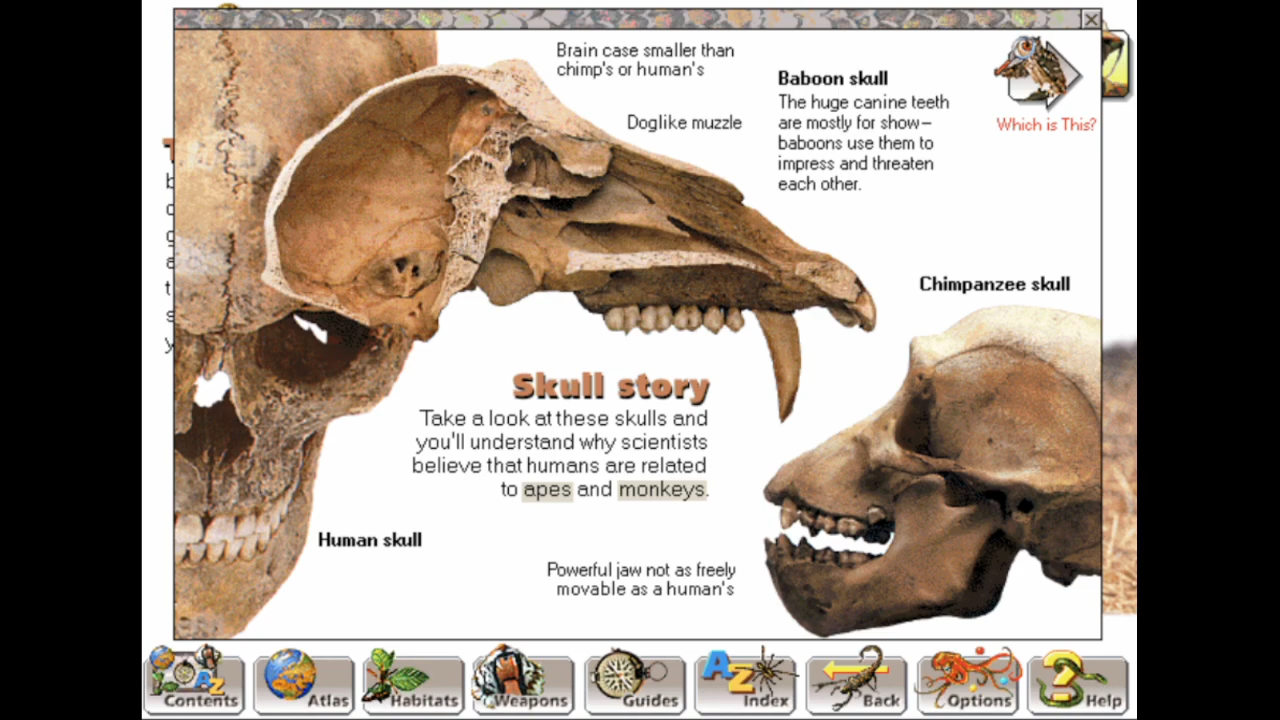 Brain case smaller than
chimp's or human's
Doglike muzzle
Baboon skull
The huge canine teeth
are mostly for show–
baboons use them to
impress and threaten
each other.
Which is This?
Chimpanzee skull
Skull story
Take a look at these skulls and
you'll understand why scientists
believe that humans are related
to apes and monkeys.
Human skull
Powerful jaw not as freely
movable as a human's
Contents
Atlas
Habitats
Weapons
Guides
Index
Back
Options
Help